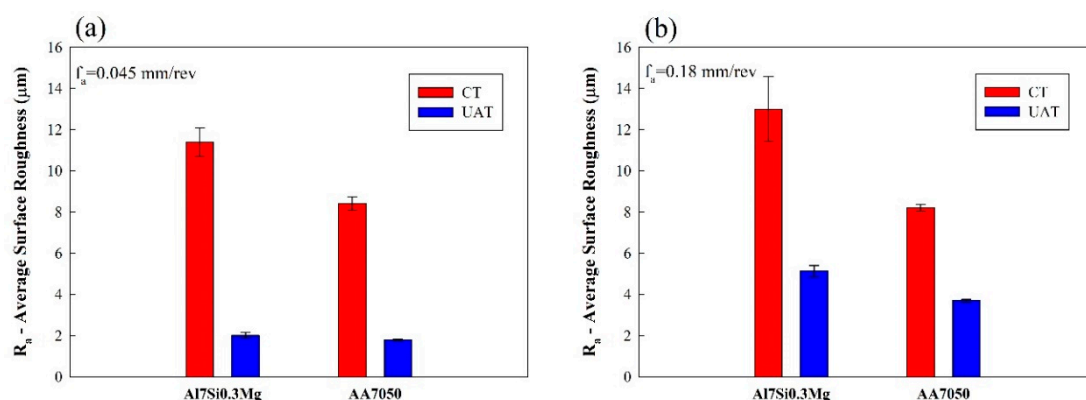 (a)
16
14
12
10
8
6
4
2
0
fa=0.045 mm/rev
CT
UAT
Ra - Average Surface Roughness (μm)
Al7Si0.3Mg
AA7050
(b)
16
14
12
10
8
6
4
2
0
fa=0.18 mm/rev
CT
UAT
Ra - Average Surface Roughness (μm)
Al7Si0.3Mg
AA7050